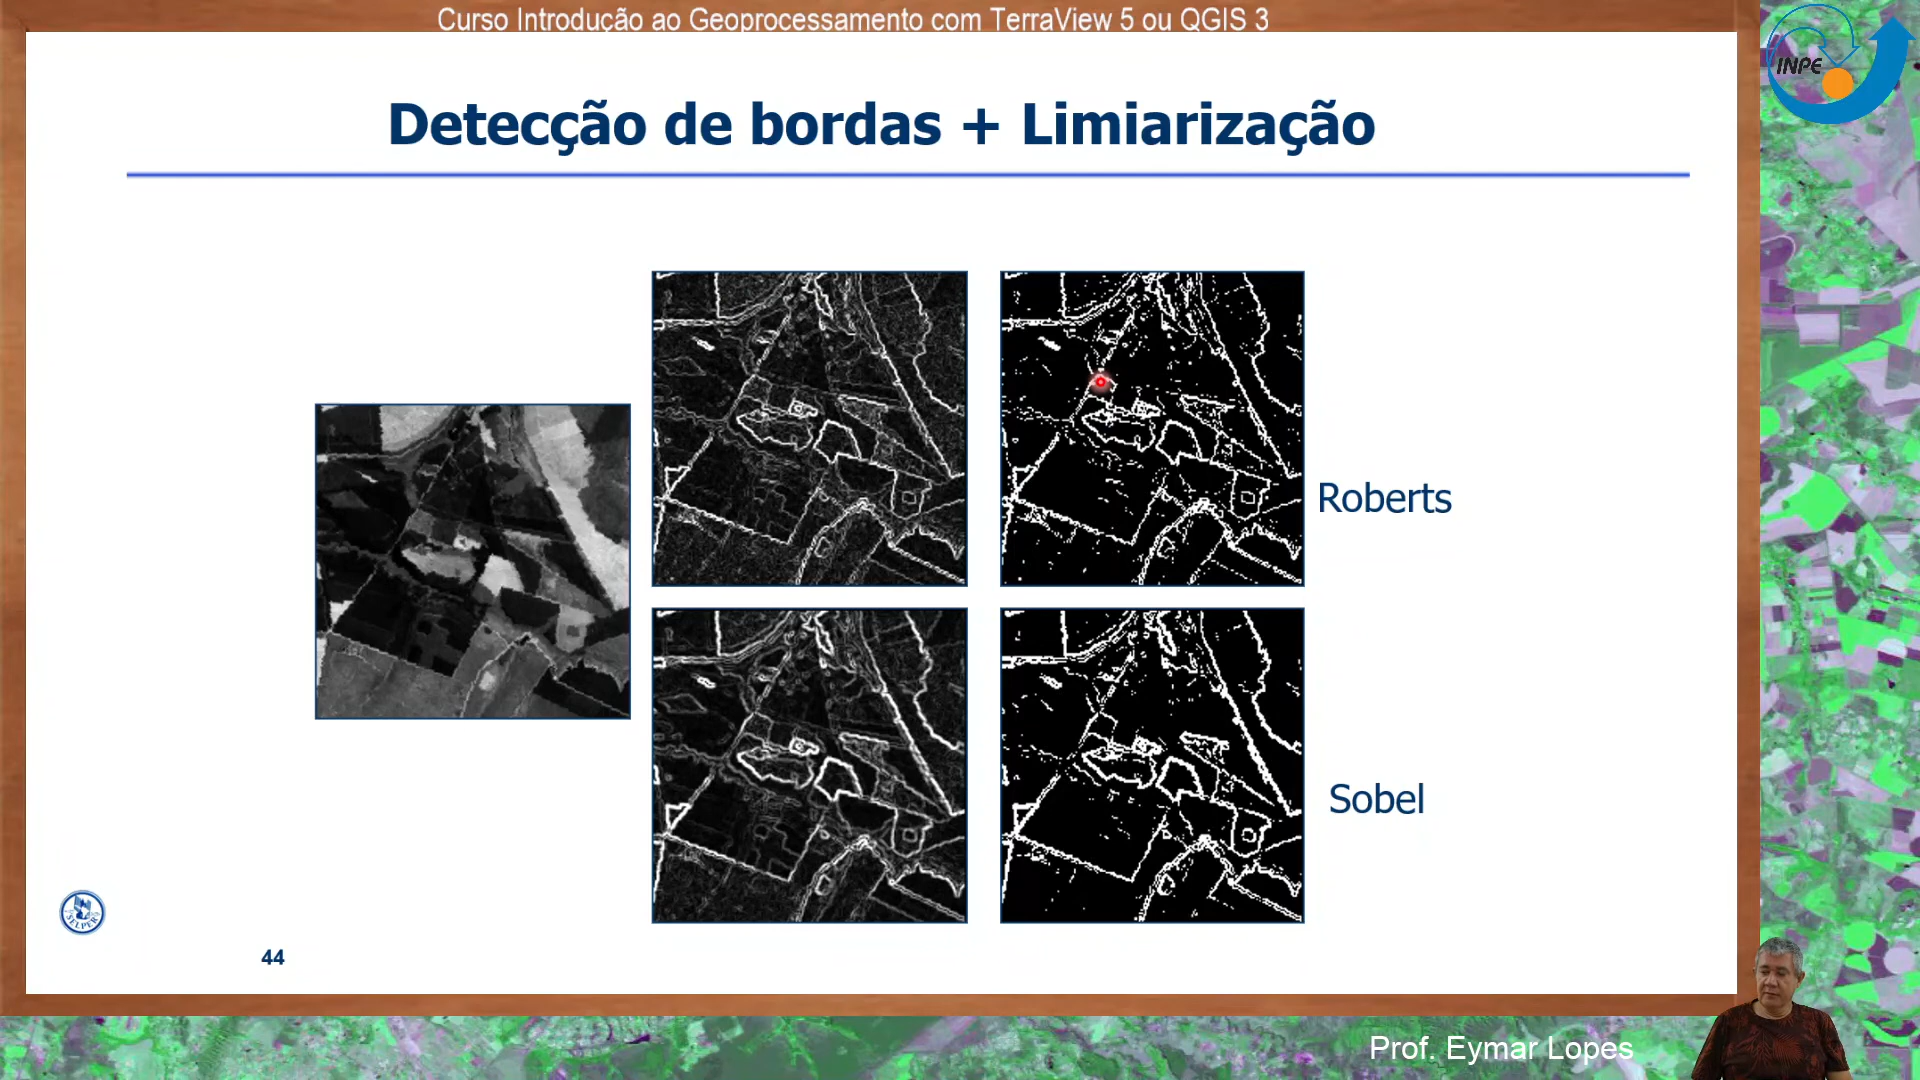 Curso Introdução ao Geoprocessamento com TerraView 5 ou QGIS 3
INPE
Detecção de bordas + Limiarização
Roberts
Sobel
SELPER
44
Prof. Eymar Lopes